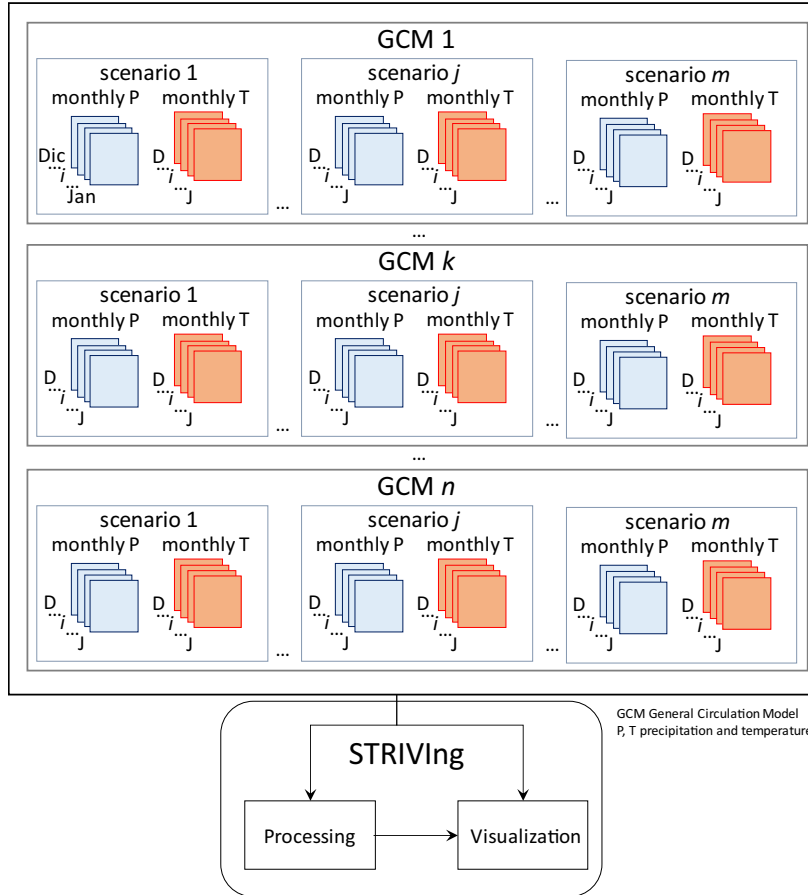 GCM 1
scenario 1
monthly P monthly T
Dic
...
i
...
Jan
D
...
i
...
J
...
scenario j
monthly P monthly T
D
...
i
...
J
D
...
i
...
J
...
scenario m
monthly P monthly T
D
...
i
...
J
D
...
i
...
J
...
GCM k
scenario 1
monthly P monthly T
D
...
i
...
J
D
...
i
...
J
...
scenario j
monthly P monthly T
D
...
i
...
J
D
...
i
...
J
...
scenario m
monthly P monthly T
D
...
i
...
J
D
...
i
...
J
...
GCM n
scenario 1
monthly P monthly T
D
...
i
...
J
D
...
i
...
J
...
scenario j
monthly P monthly T
D
...
i
...
J
D
...
i
...
J
...
scenario m
monthly P monthly T
D
...
i
...
J
D
...
i
...
J
GCM General Circulation Model
P, T precipitation and temperature
STRIVIng
Processing
Visualization